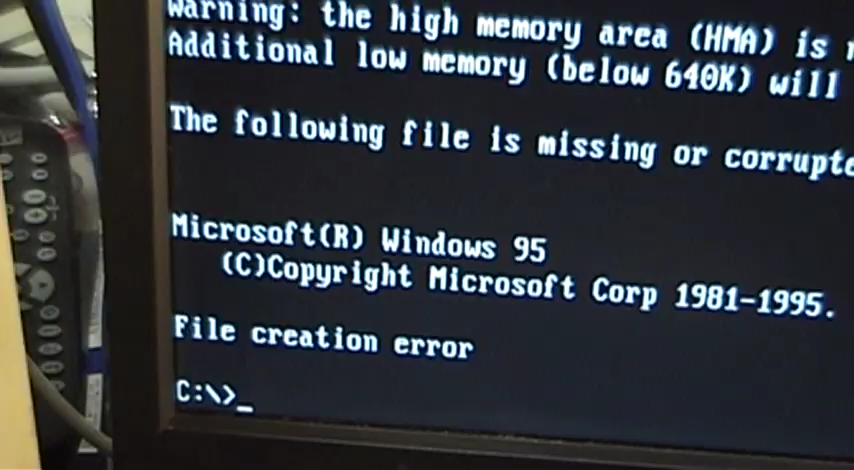 Warning: the high memory area (HMA) is
Additional low memory (below 640K) will
The following file is missing or corrupte
Microsoft(R) Windows 95
(C)Copyright Microsoft Corp 1981-1995.
File creation error
C:\>_